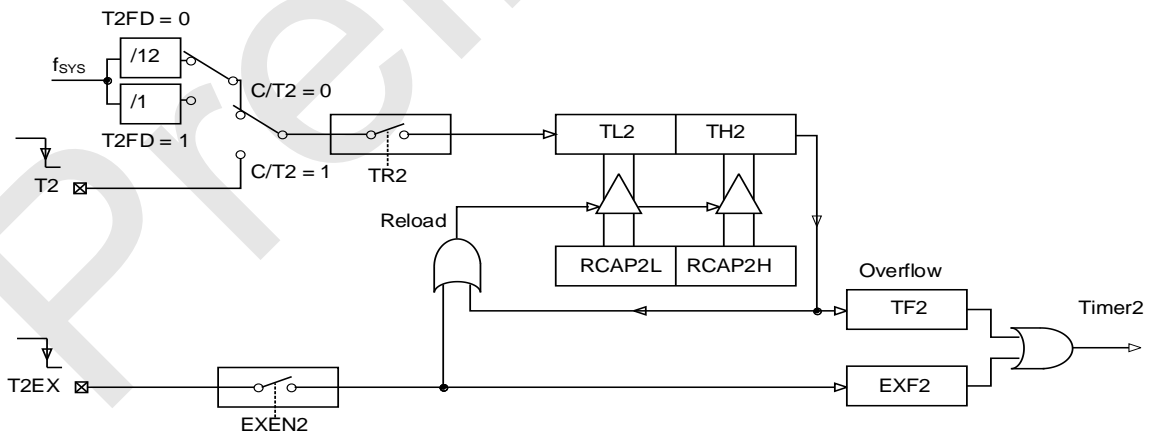 T2FD = 0
/12
fSYS
C/T2 = 0
/1
T2FD = 1
TL2 TH2
T2
C/T2 = 1
TR2
Reload
RCAP2L RCAP2H
Overflow
TF2
Timer2
T2EX
EXF2
EXEN2